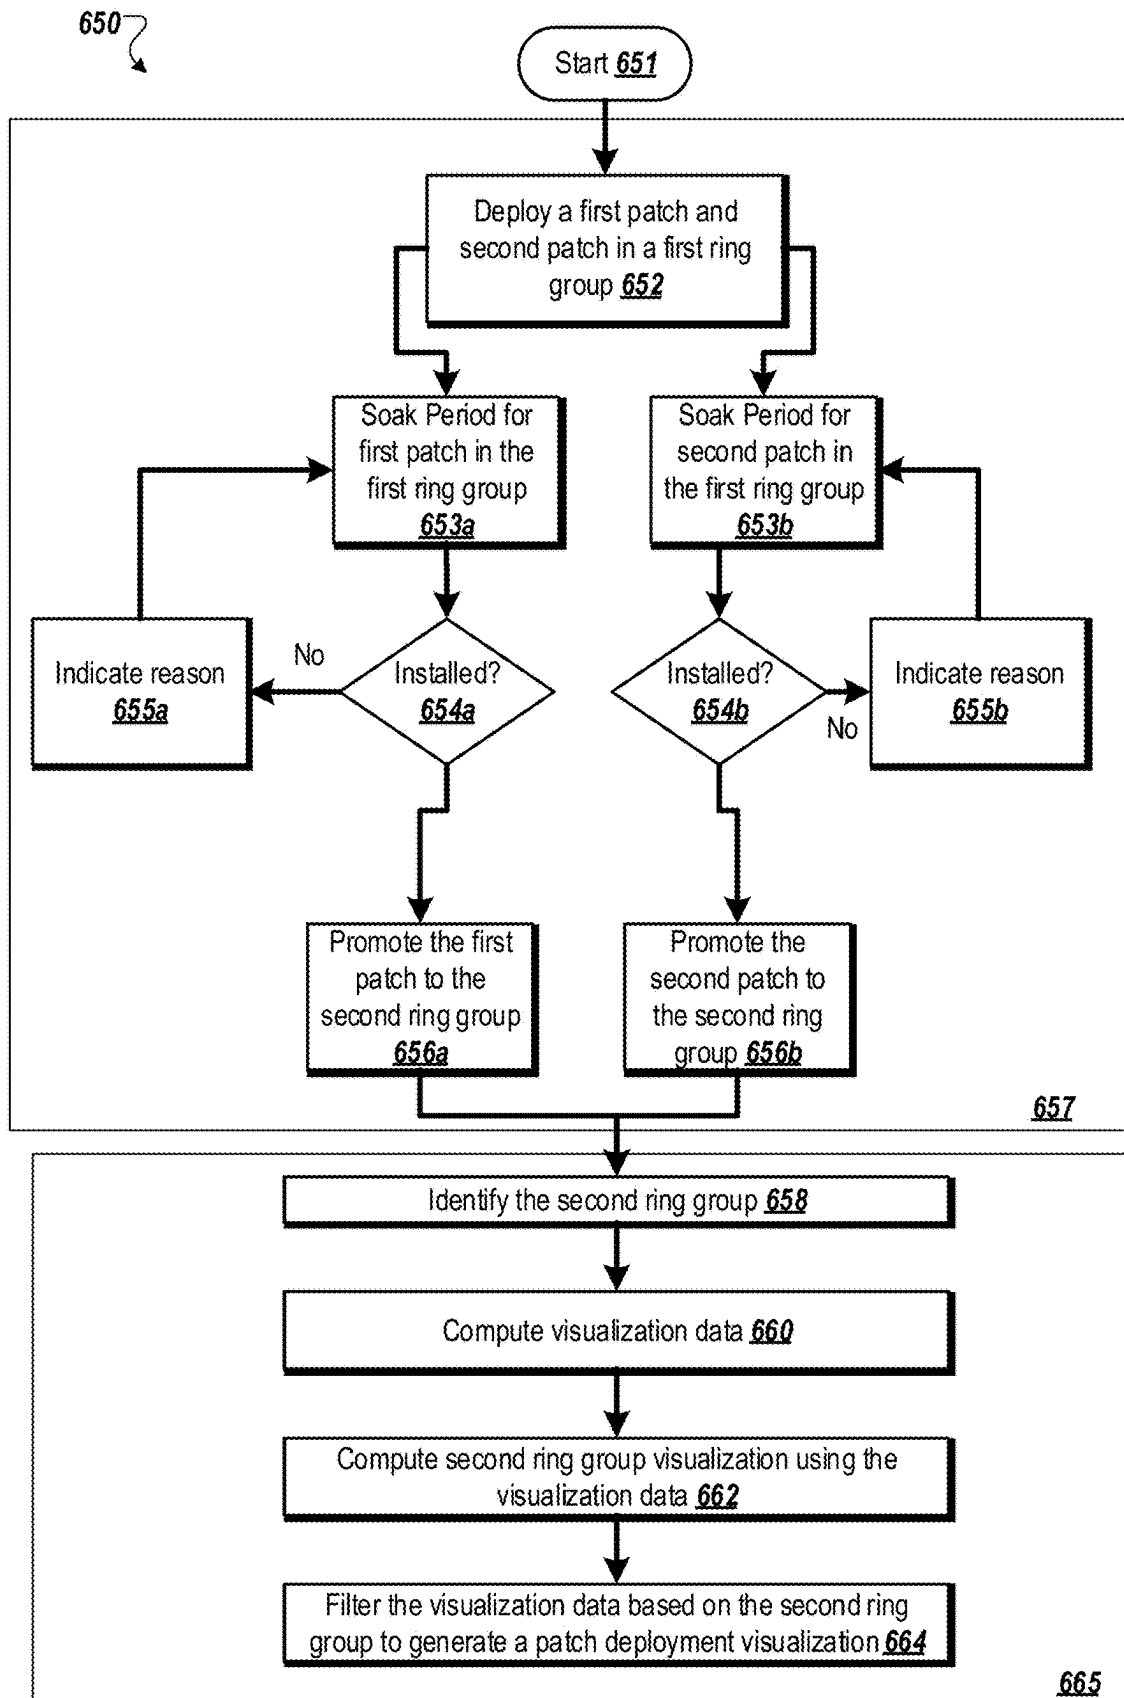 650
Start 651
Deploy a first patch and
second patch in a first ring
group 652
Soak Period for
first patch in the
first ring group
653a
Soak Period for
second patch in
the first ring group
653b
Indicate reason
655a
No
Installed?
654a
Installed?
654b
No
Indicate reason
655b
Promote the first
patch to the
second ring group
656a
Promote the
second patch to
the second ring
group 656b
657
Identify the second ring group 658
Compute visualization data 660
Compute second ring group visualization using the
visualization data 662
Filter the visualization data based on the second ring
group to generate a patch deployment visualization 664
665